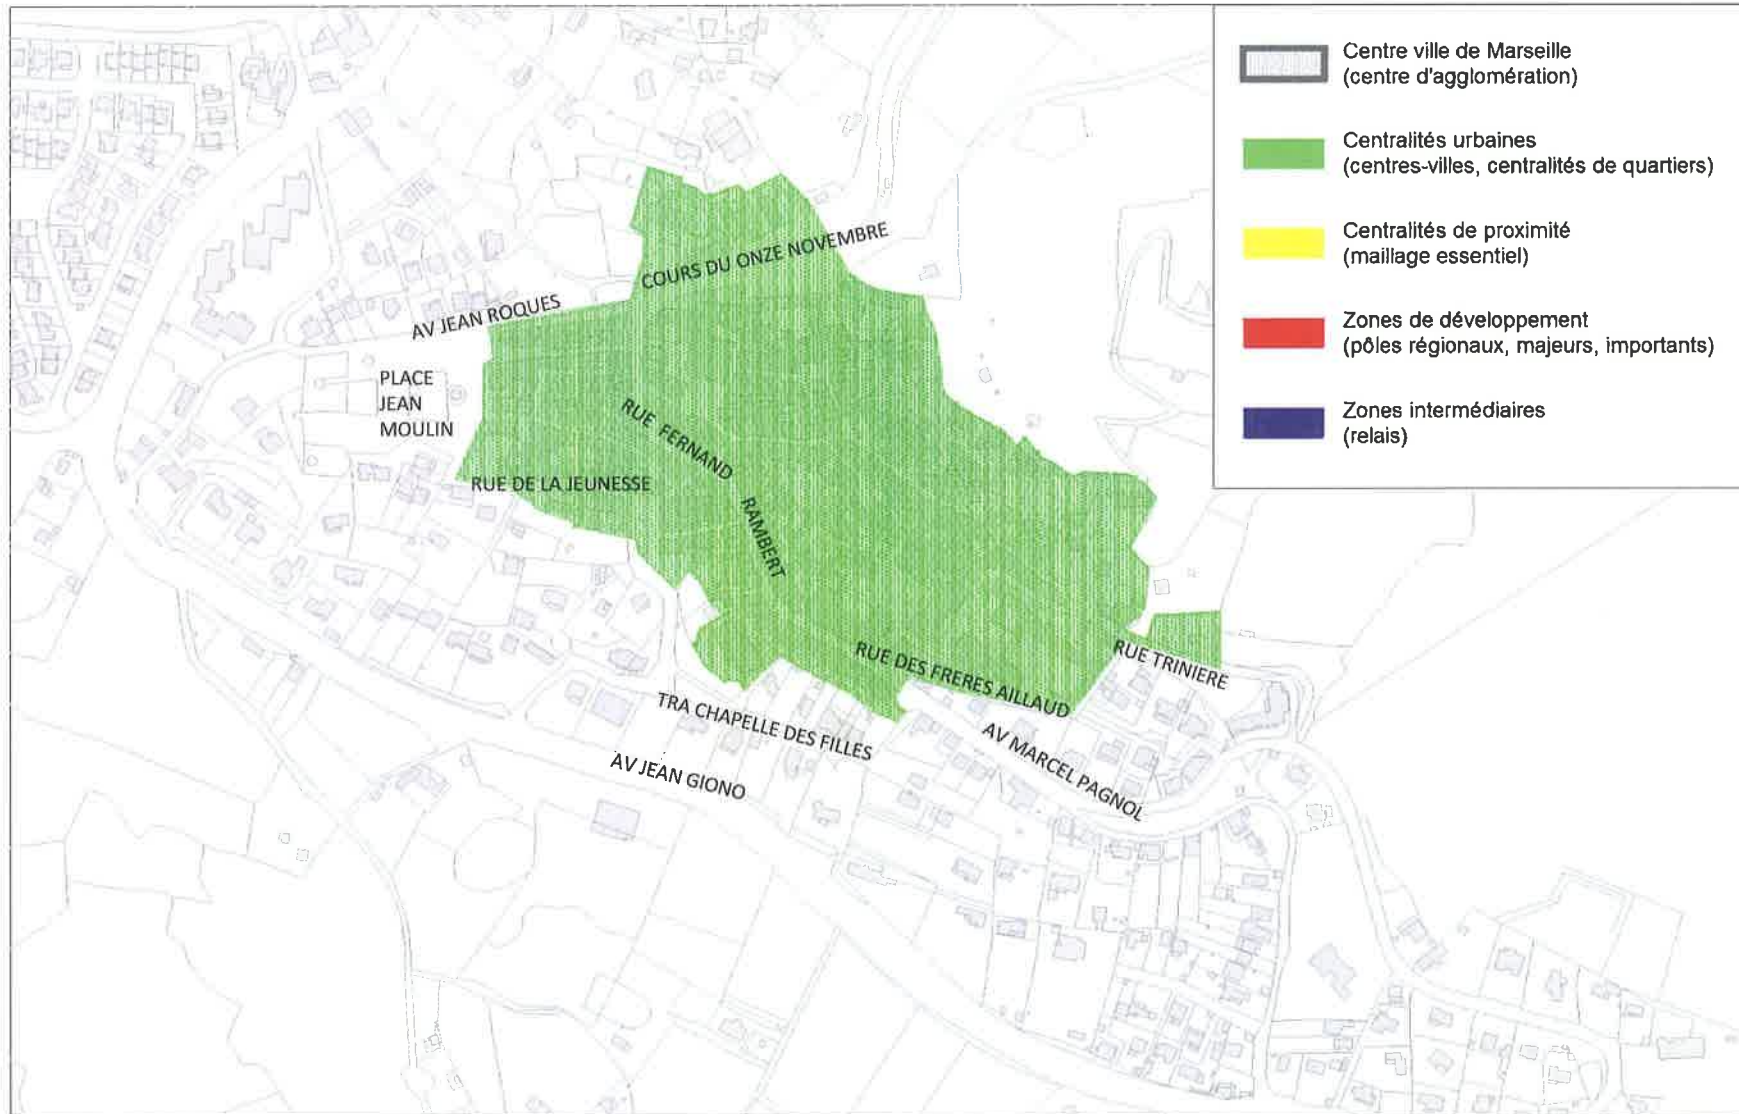 Centre ville de Marseille
(centre d'agglomération)
Centralités urbaines
(centres-villes, centralités de quartiers)
Centralités de proximité
(maillage essentiel)
Zones de développement
(pôles régionaux, majeurs, importants)
Zones intermédiaires
(relais)
COURS DU ONZE NOVEMBRE
AV JEAN ROQUES
PLACE
JEAN
MOULIN
RUE FERNAND
RAMBERT
RUE DE LA JEUNESSE
RUE DES FRERES AILLAUD
RUE TRINIERE
TRA CHAPELLE DES FILLES
AV MARCEL PAGNOL
AV JEAN GIONO